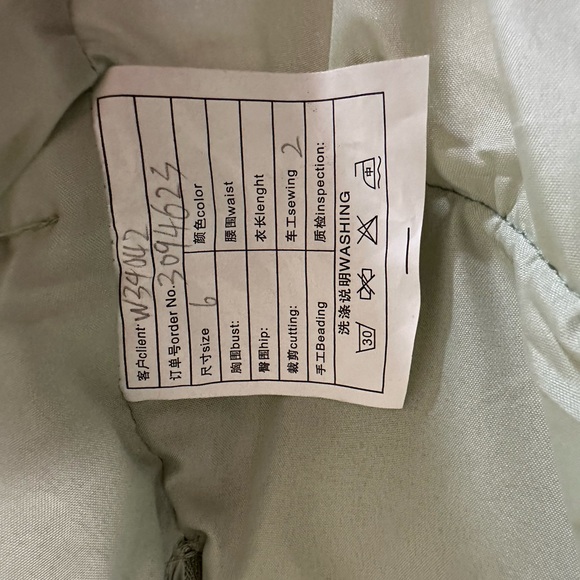 客户client: W34042
订单号order No. 3094623
尺寸size 6 颜色color
胸围bust: 腰围waist
臀围hip: 衣长lenght
裁剪cutting: 车工sewing 2
手工Beading 质检inspection:
洗涤说明WASHING
30